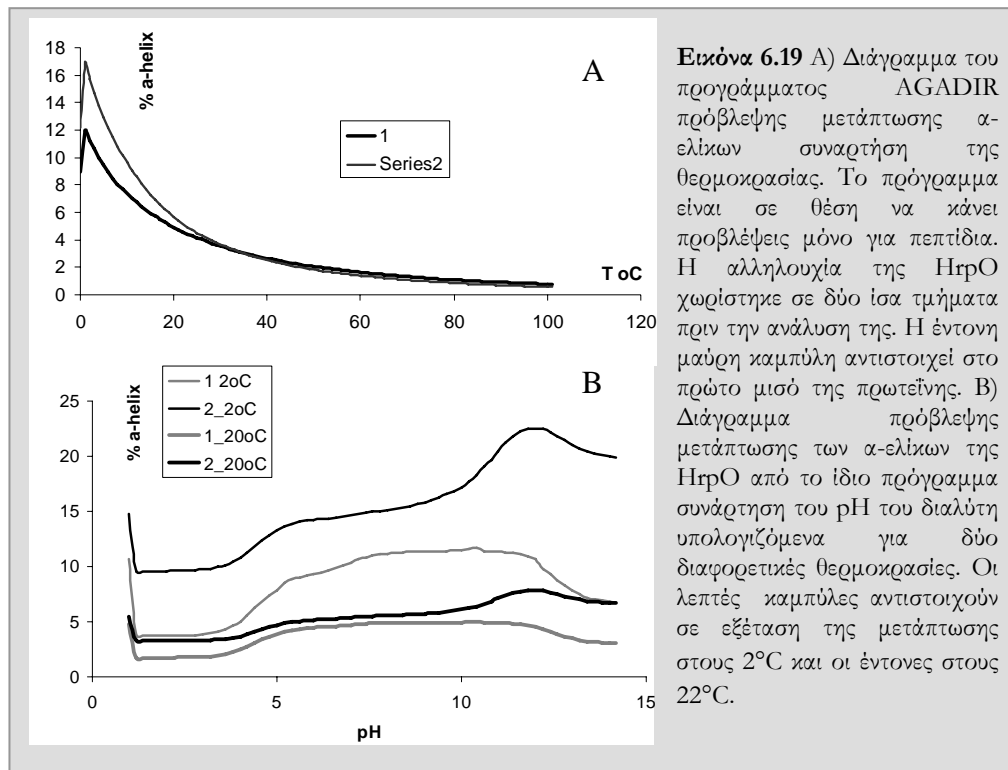 18
16
14
12
10
8
6
4
2
0
% a-helix
A
1
Series2
T oC
0 20 40 60 80 100 120
25
20
15
10
5
0
% a-helix
B
1 2oC
2_2oC
1_20oC
2_20oC
0 5 10 15
pH
Εικόνα 6.19 Α) Διάγραμμα του
προγράμματος AGADIR
πρόβλεψης μετάπτωσης α-
ελίκων συναρτήση της
θερμοκρασίας. Το πρόγραμμα
είναι σε θέση να κάνει
προβλέψεις μόνο για πεπτίδια.
Η αλληλουχία της HrpO
χωρίστηκε σε δύο ίσα τμήματα
πριν την ανάλυση της. Η έντονη
μαύρη καμπύλη αντιστοιχεί στο
πρώτο μισό της πρωτεΐνης. Β)
Διάγραμμα πρόβλεψης
μετάπτωσης των α-ελίκων της
HrpO από το ίδιο πρόγραμμα
συνάρτηση του pH του διαλύτη
υπολογιζόμενα για δύο
διαφορετικές θερμοκρασίες. Οι
λεπτές καμπύλες αντιστοιχούν
σε εξέταση της μετάπτωσης
στους 2°C και οι έντονες στους
22°C.